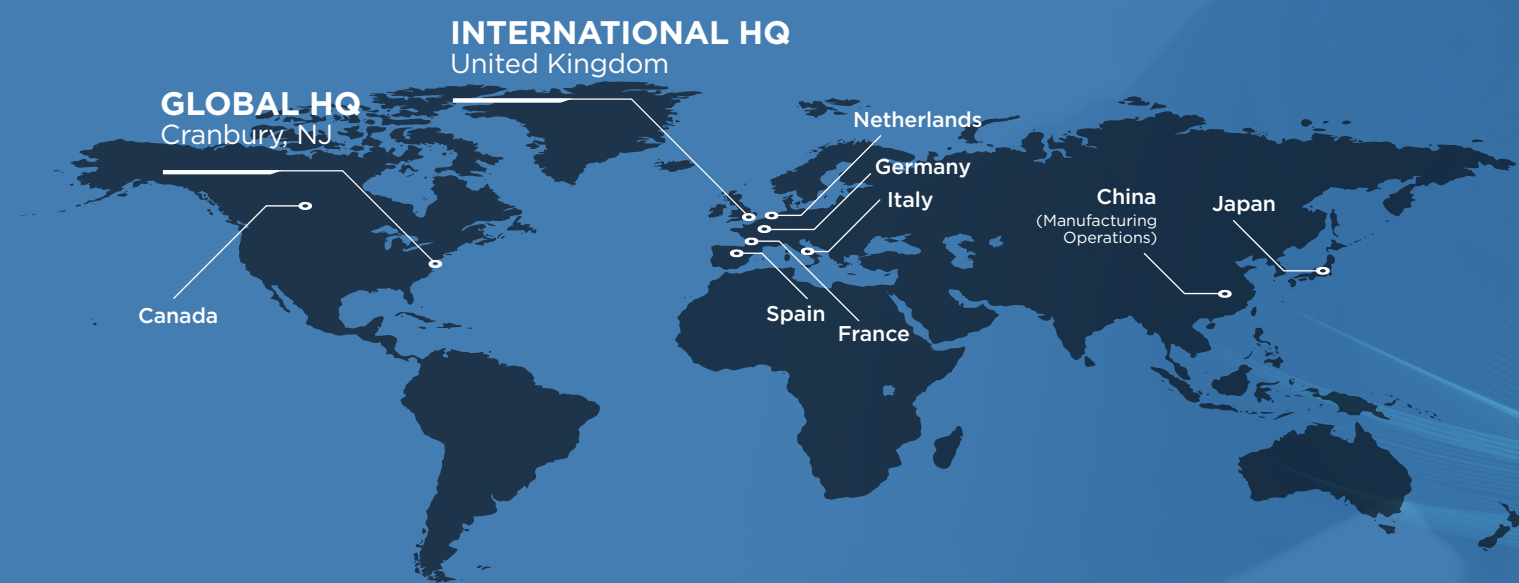 INTERNATIONAL HQ
United Kingdom
GLOBAL HQ
Cranbury, NJ
Netherlands
Germany
Italy
China
(Manufacturing
Operations)
Japan
Canada
Spain
France